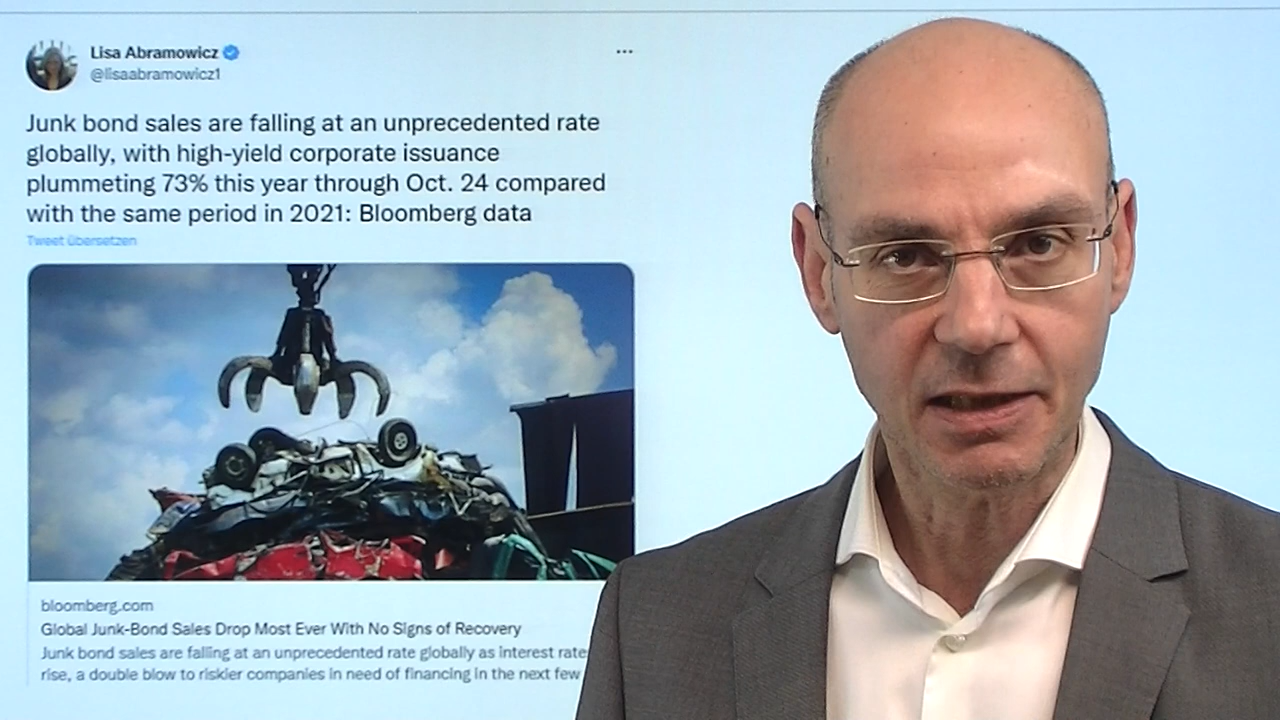 Lisa Abramowicz
...
@lisaabramowicz1
Junk bond sales are falling at an unprecedented rate
globally, with high-yield corporate issuance
plummeting 73% this year through Oct. 24 compared
with the same period in 2021: Bloomberg data
Tweet übersetzen
bloomberg.com
Global Junk-Bond Sales Drop Most Ever With No Signs of Recovery
Junk bond sales are falling at an unprecedented rate globally as interest rate
rise, a double blow to riskier companies in need of financing in the next few